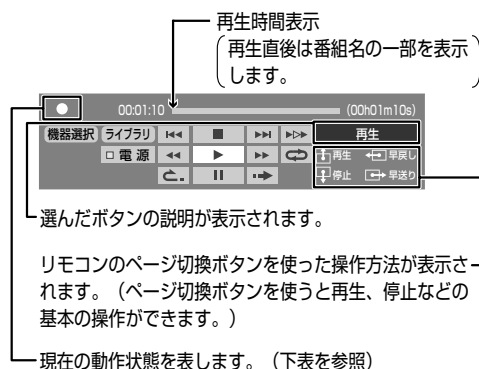 再生時間表示
再生直後は番組名の一部を表示
します。
00:01:10 (00h01m10s)
機器選択 ライブラリ 再生
電源 再生 早戻し
停止 早送り
選んだボタンの説明が表示されます。
リモコンのページ切換ボタンを使った操作方法が表示さ
れます。（ページ切換ボタンを使うと再生、停止などの
基本の操作ができます。）
現在の動作状態を表します。（下表を参照）